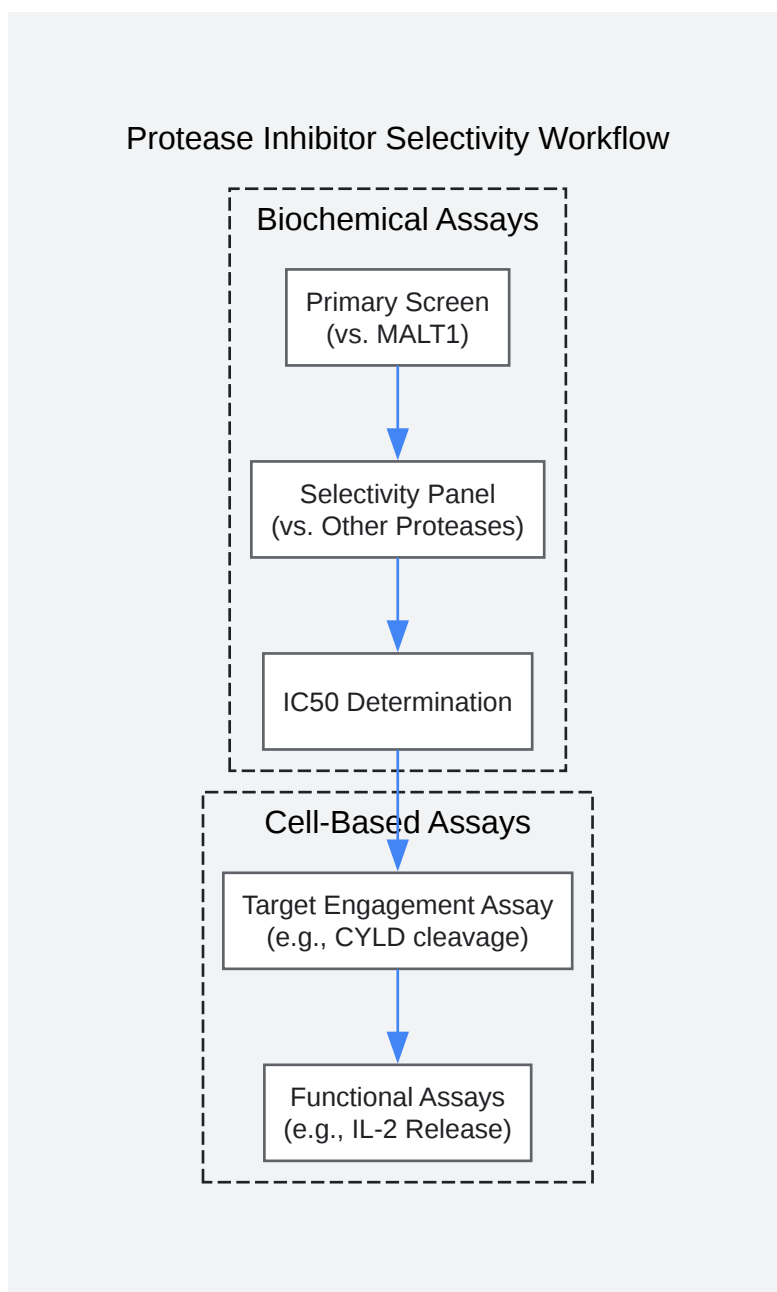 Protease Inhibitor Selectivity Workflow
Biochemical Assays
Primary Screen
(vs. MALT1)
Selectivity Panel
(vs. Other Proteases)
IC50 Determination
Cell-Based Assays
Target Engagement Assay
(e.g., CYLD cleavage)
Functional Assays
(e.g., IL-2 Release)